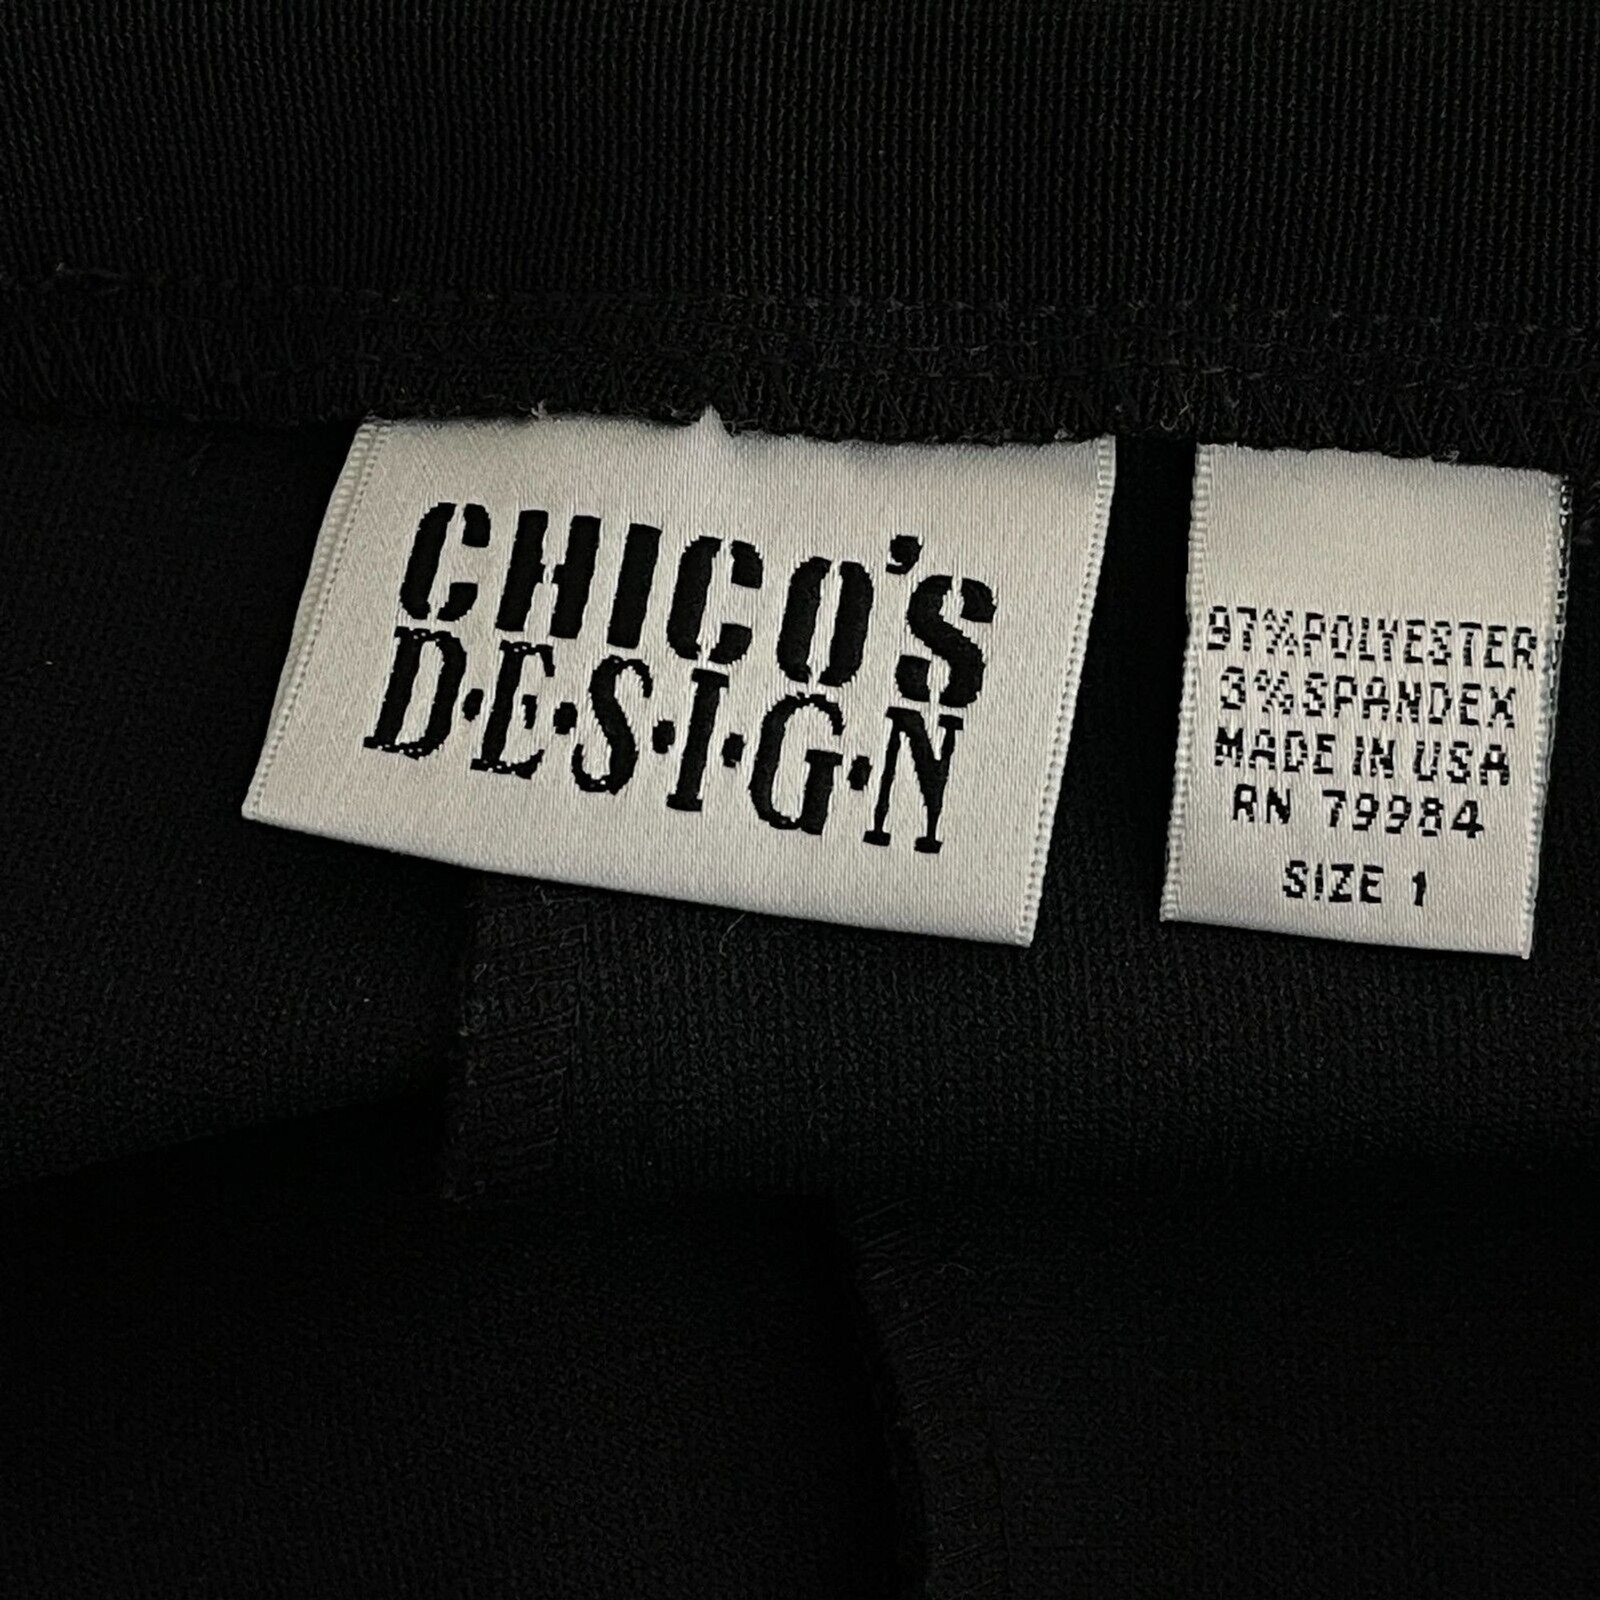 CHICO'S
D•E•S•I•G•N
97%POLYESTER
3%SPANDEX
MADE IN USA
RN 79984
SIZE 1